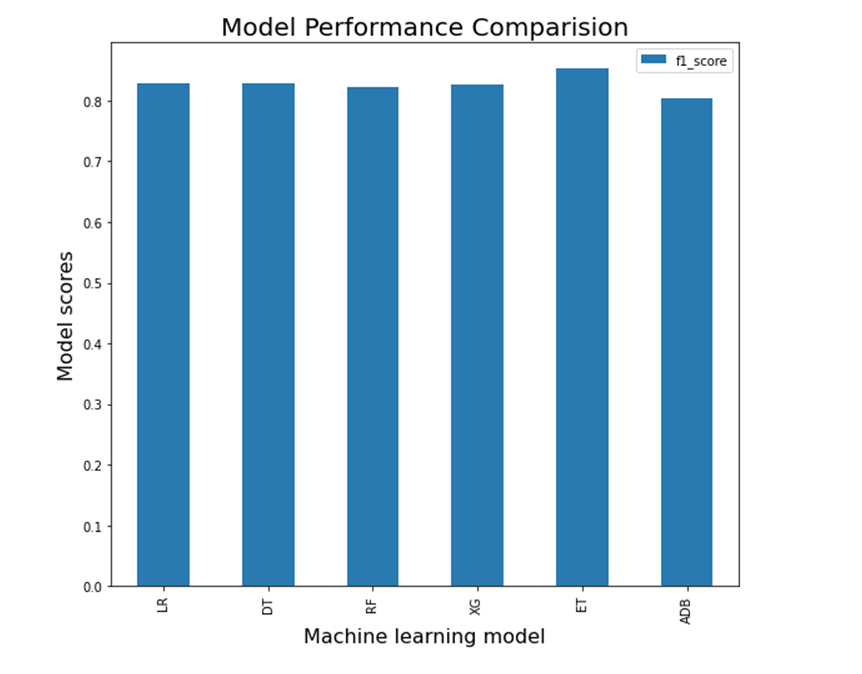 Model Performance Comparision
f1_score
Model scores
0.8
0.7
0.6
0.5
0.4
0.3
0.2
0.1
0.0
LR
DT
RF
XG
ET
ADB
Machine learning model